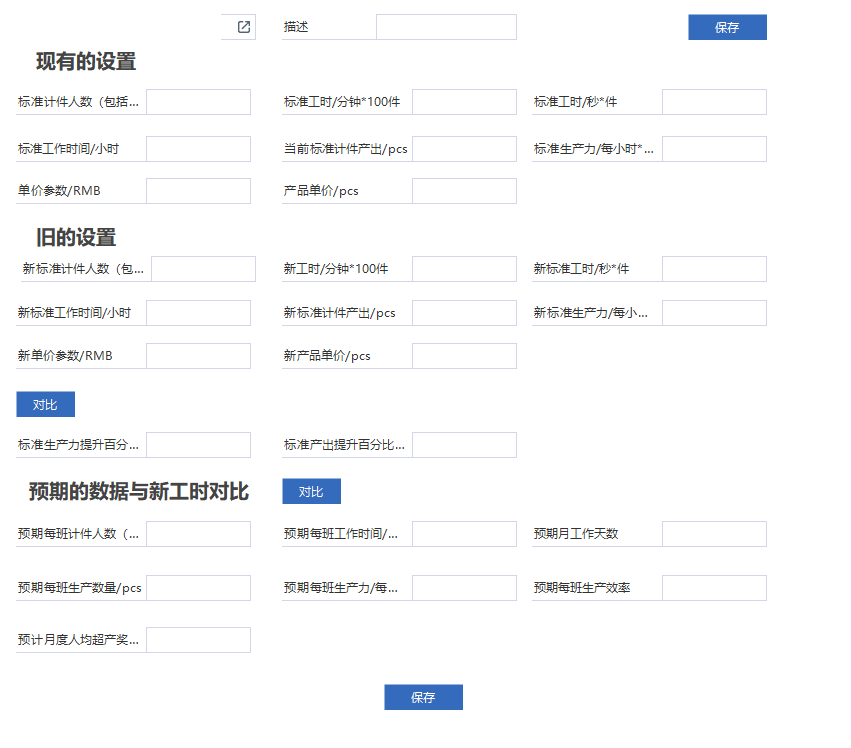 描述 保存
现有的设置
标准计件人数（包括... 标准工时/分钟*100件 标准工时/秒*件
标准工作时间/小时 当前标准计件产出/pcs 标准生产力/每小时*...
单价参数/RMB 产品单价/pcs
旧的设置
新标准计件人数（包... 新工时/分钟*100件 新标准工时/秒*件
新标准工作时间/小时 新标准计件产出/pcs 新标准生产力/每小...
新单价参数/RMB 新产品单价/pcs
对比
标准生产力提升百分... 标准产出提升百分比...
预期的数据与新工时对比 对比
预期每班计件人数（... 预期每班工作时间/... 预期月工作天数
预期每班生产数量/pcs 预期每班生产力/每... 预期每班生产效率
预计月度人均超产奖...
保存